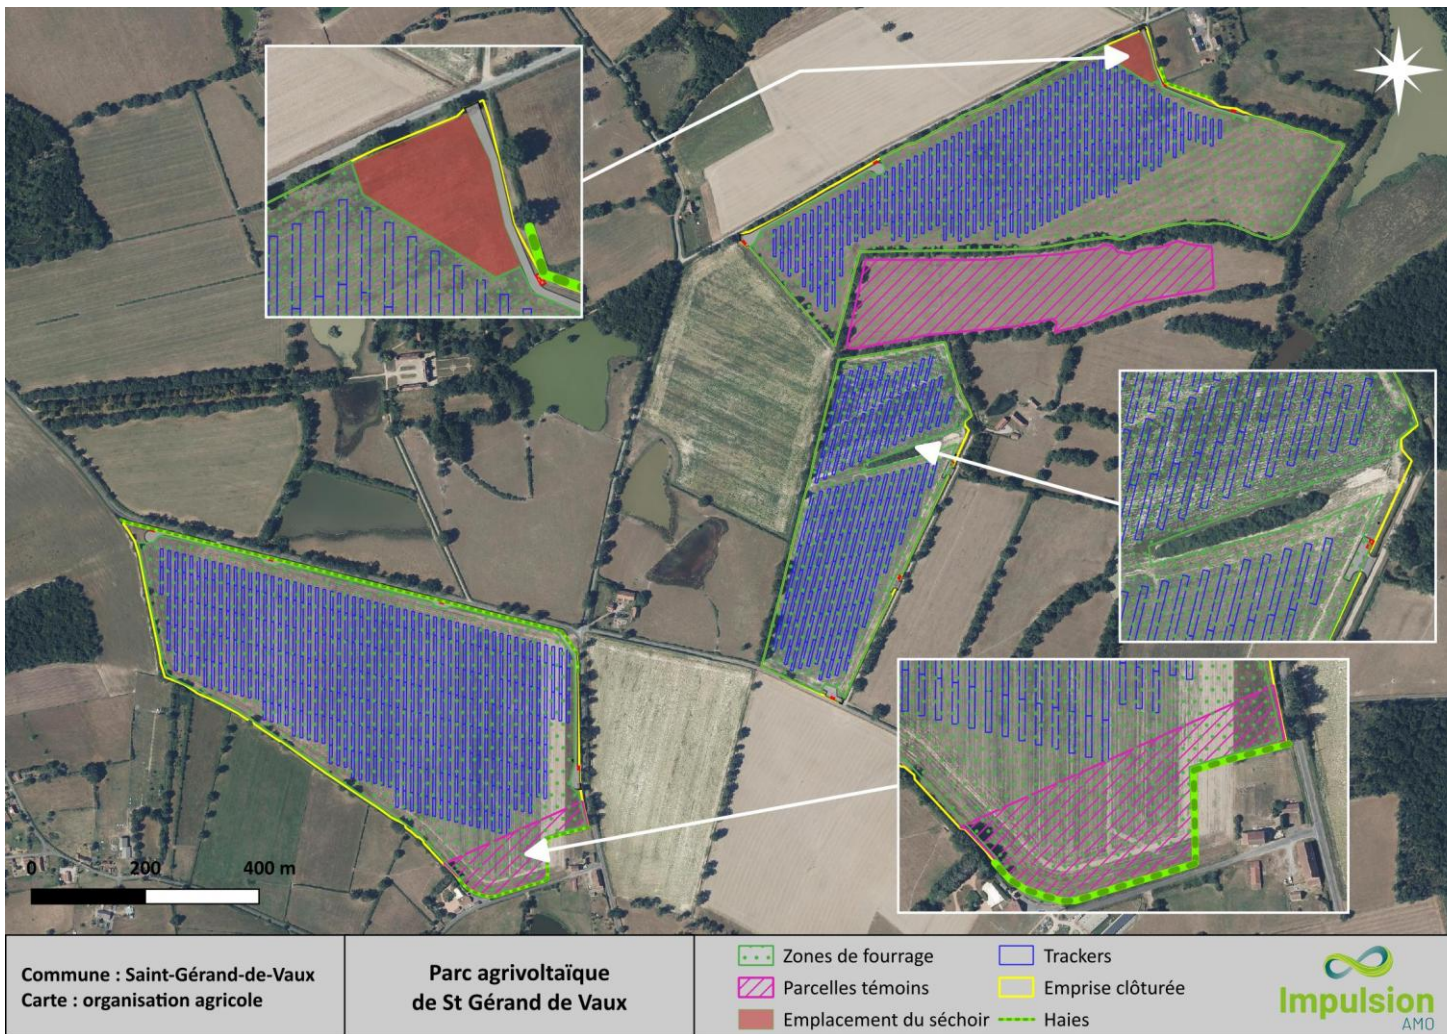 0 200 400 m
Commune : Saint-Gérand-de-Vaux
Carte : organisation agricole
Parc agrivoltaïque
de St Gérand de Vaux
Zones de fourrage
Parcelles témoins
Emplacement du séchoir
Trackers
Emprise clôturée
Haies
Impulsion
AMO